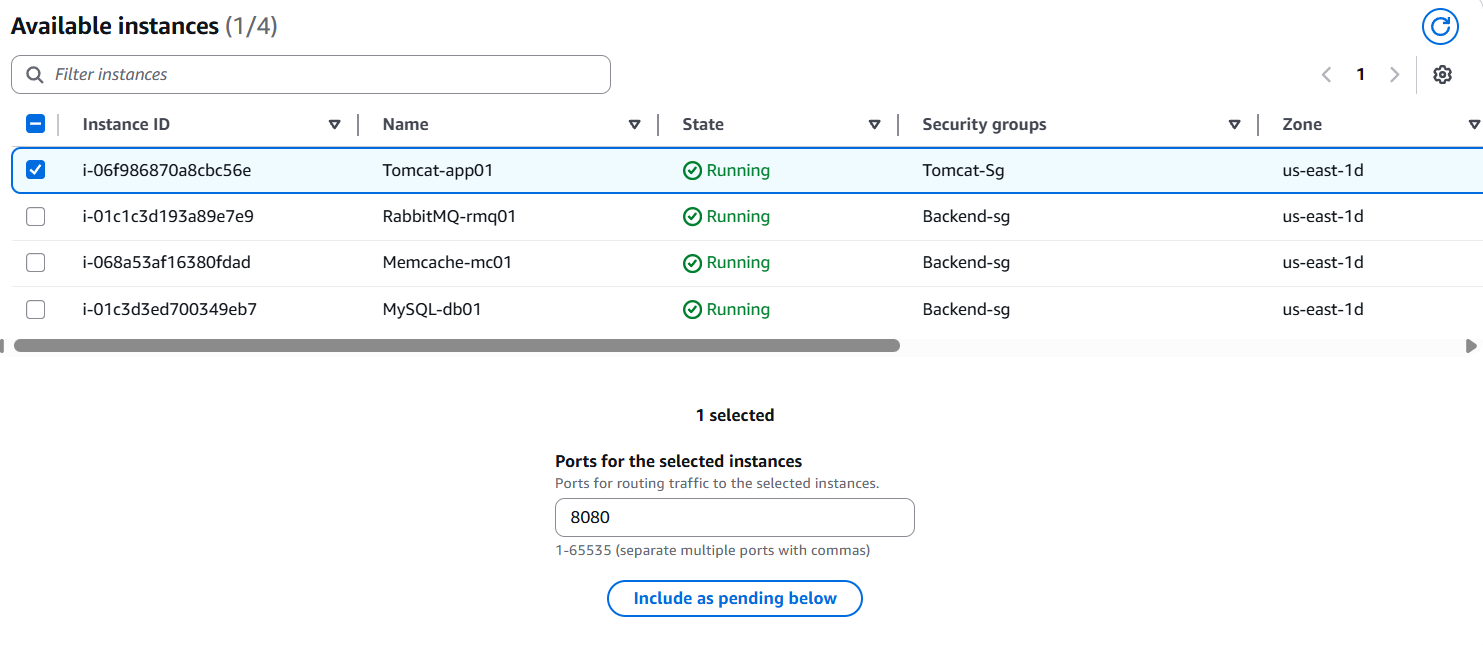 Available instances (1/4)
Filter instances
1
Instance ID Name State Security groups Zone
i-06f986870a8cbc56e Tomcat-app01 Running Tomcat-Sg us-east-1d
i-01c1c3d193a89e7e9 RabbitMQ-rmq01 Running Backend-sg us-east-1d
i-068a53af16380fdad Memcache-mc01 Running Backend-sg us-east-1d
i-01c3d3ed700349eb7 MySQL-db01 Running Backend-sg us-east-1d
1 selected
Ports for the selected instances
Ports for routing traffic to the selected instances.
8080
1-65535 (separate multiple ports with commas)
Include as pending below